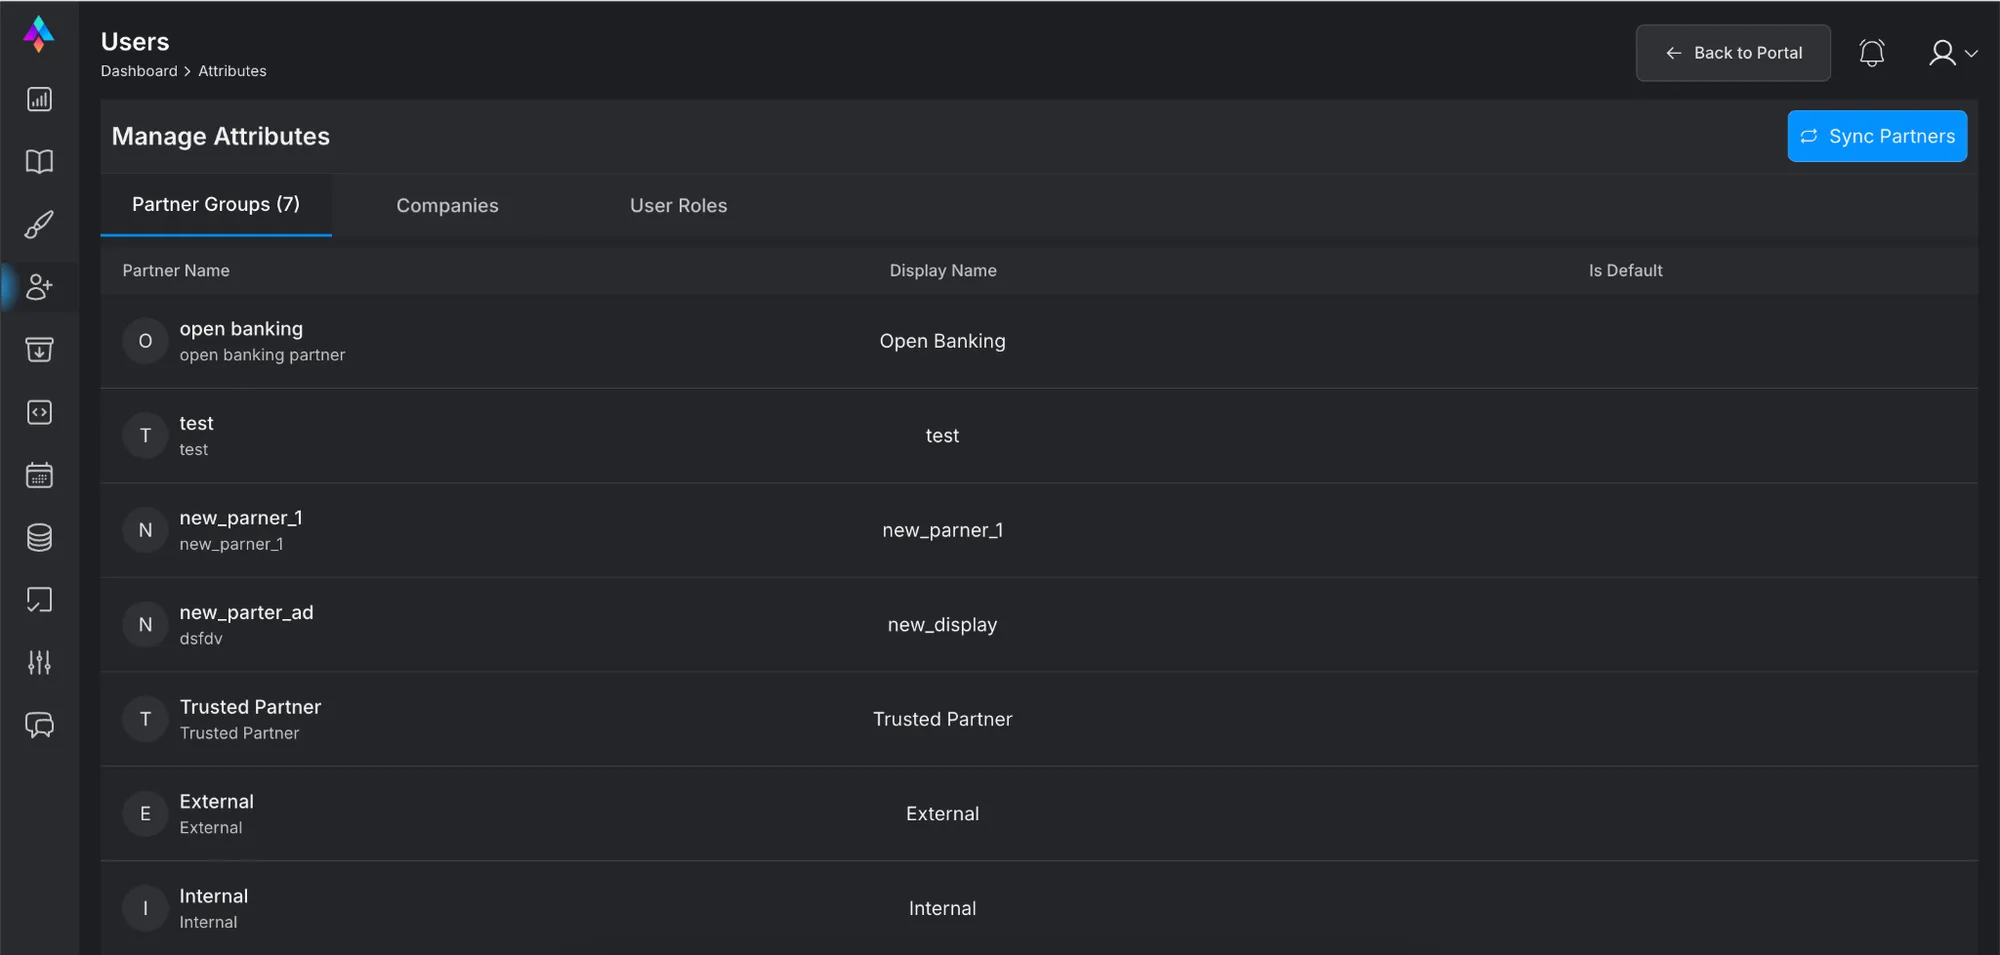 Users
Dashboard > Attributes
← Back to Portal
Manage Attributes
Sync Partners
Partner Groups (7)
Companies
User Roles
Partner Name
Display Name
Is Default
O
open banking
open banking partner
Open Banking
T
test
test
test
N
new_parner_1
new_parner_1
new_parner_1
N
new_parter_ad
dsfdv
new_display
T
Trusted Partner
Trusted Partner
Trusted Partner
E
External
External
External
I
Internal
Internal
Internal